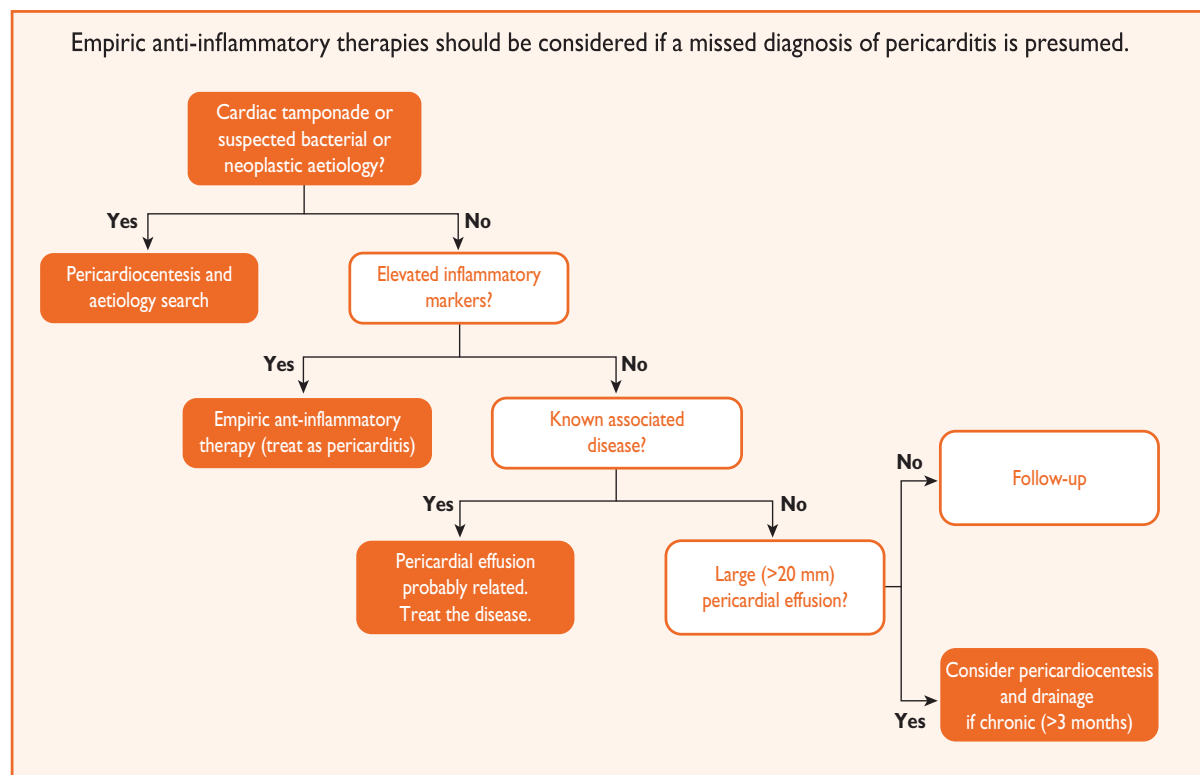 Empiric anti-inflammatory therapies should be considered if a missed diagnosis of pericarditis is presumed.
Cardiac tamponade or
suspected bacterial or
neoplastic aetiology?
Yes
No
Pericardiocentesis and
aetiology search
Elevated inflammatory
markers?
Yes
No
Empiric ant-inflammatory
therapy (treat as pericarditis)
Known associated
disease?
Yes
No
Pericardial effusion
probably related.
Treat the disease.
Large (>20 mm)
pericardial effusion?
No
Follow-up
Yes
Consider pericardiocentesis
and drainage
if chronic (>3 months)